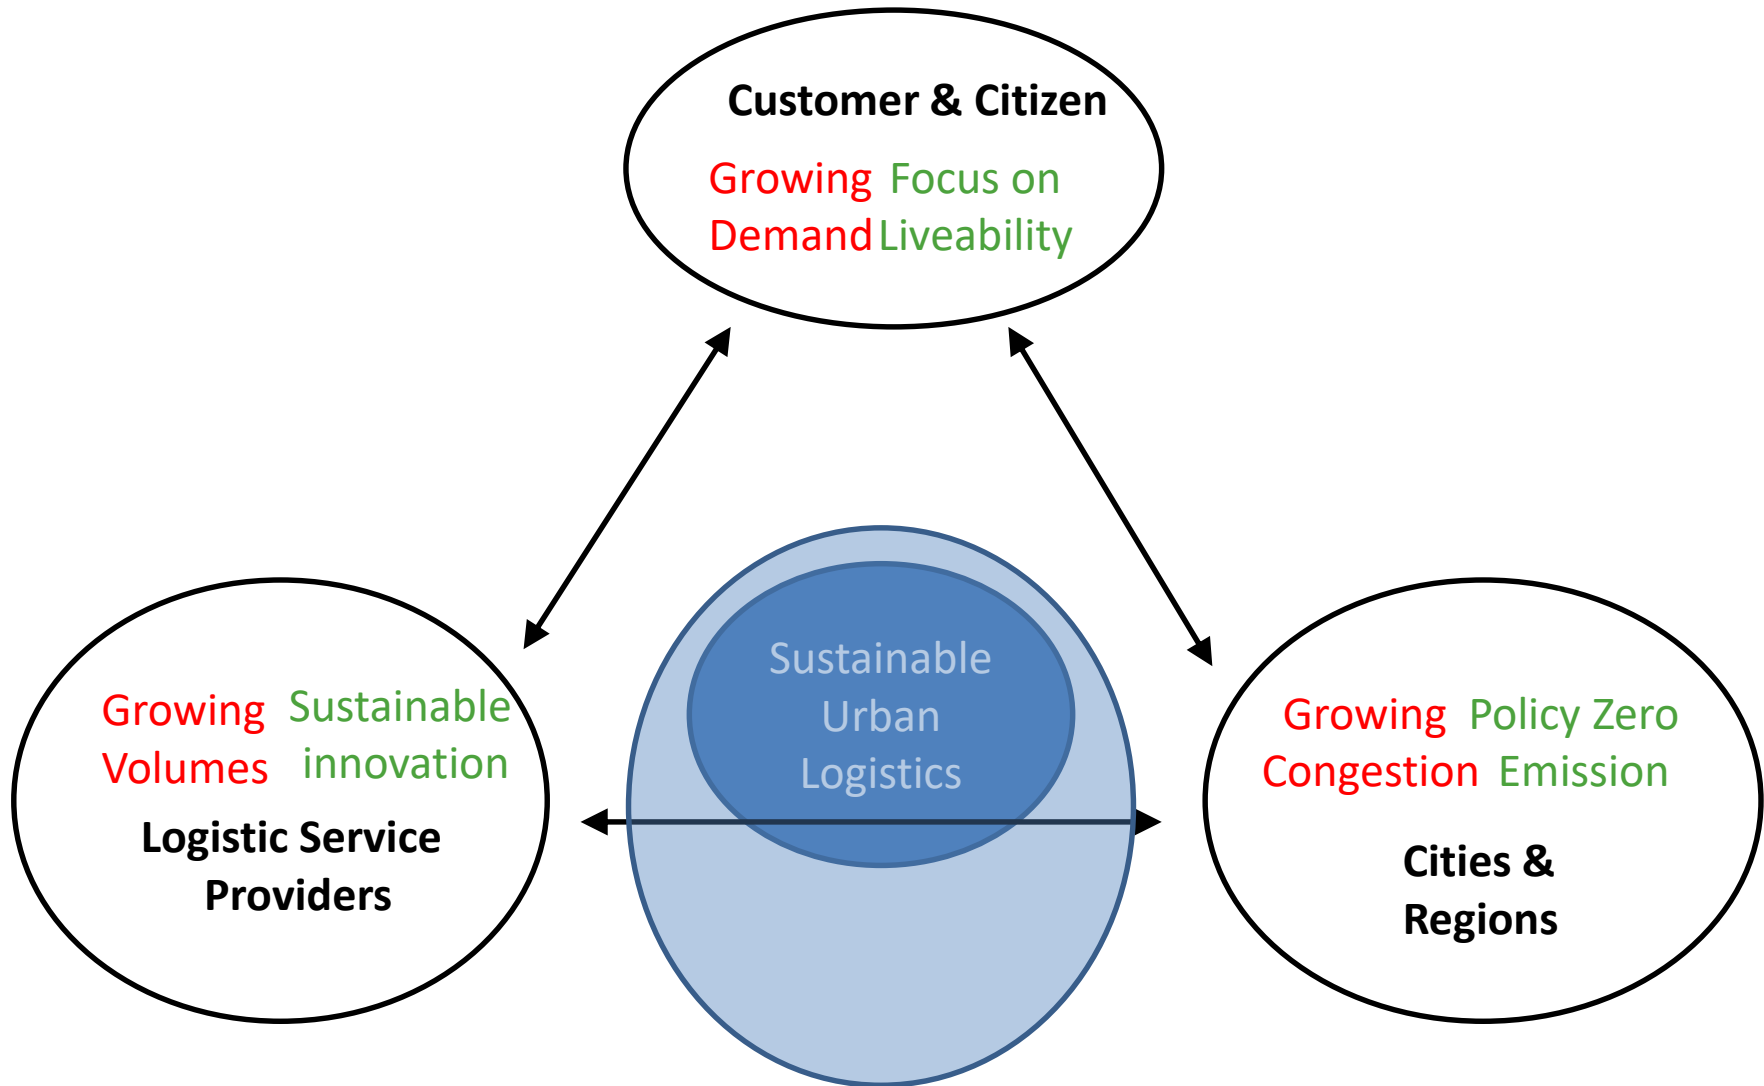 Customer & Citizen
Growing
Demand
Focus on
Liveability
Growing
Volumes
Sustainable
innovation
Logistic Service
Providers
Sustainable
Urban
Logistics
Growing
Congestion
Policy Zero
Emission
Cities &
Regions